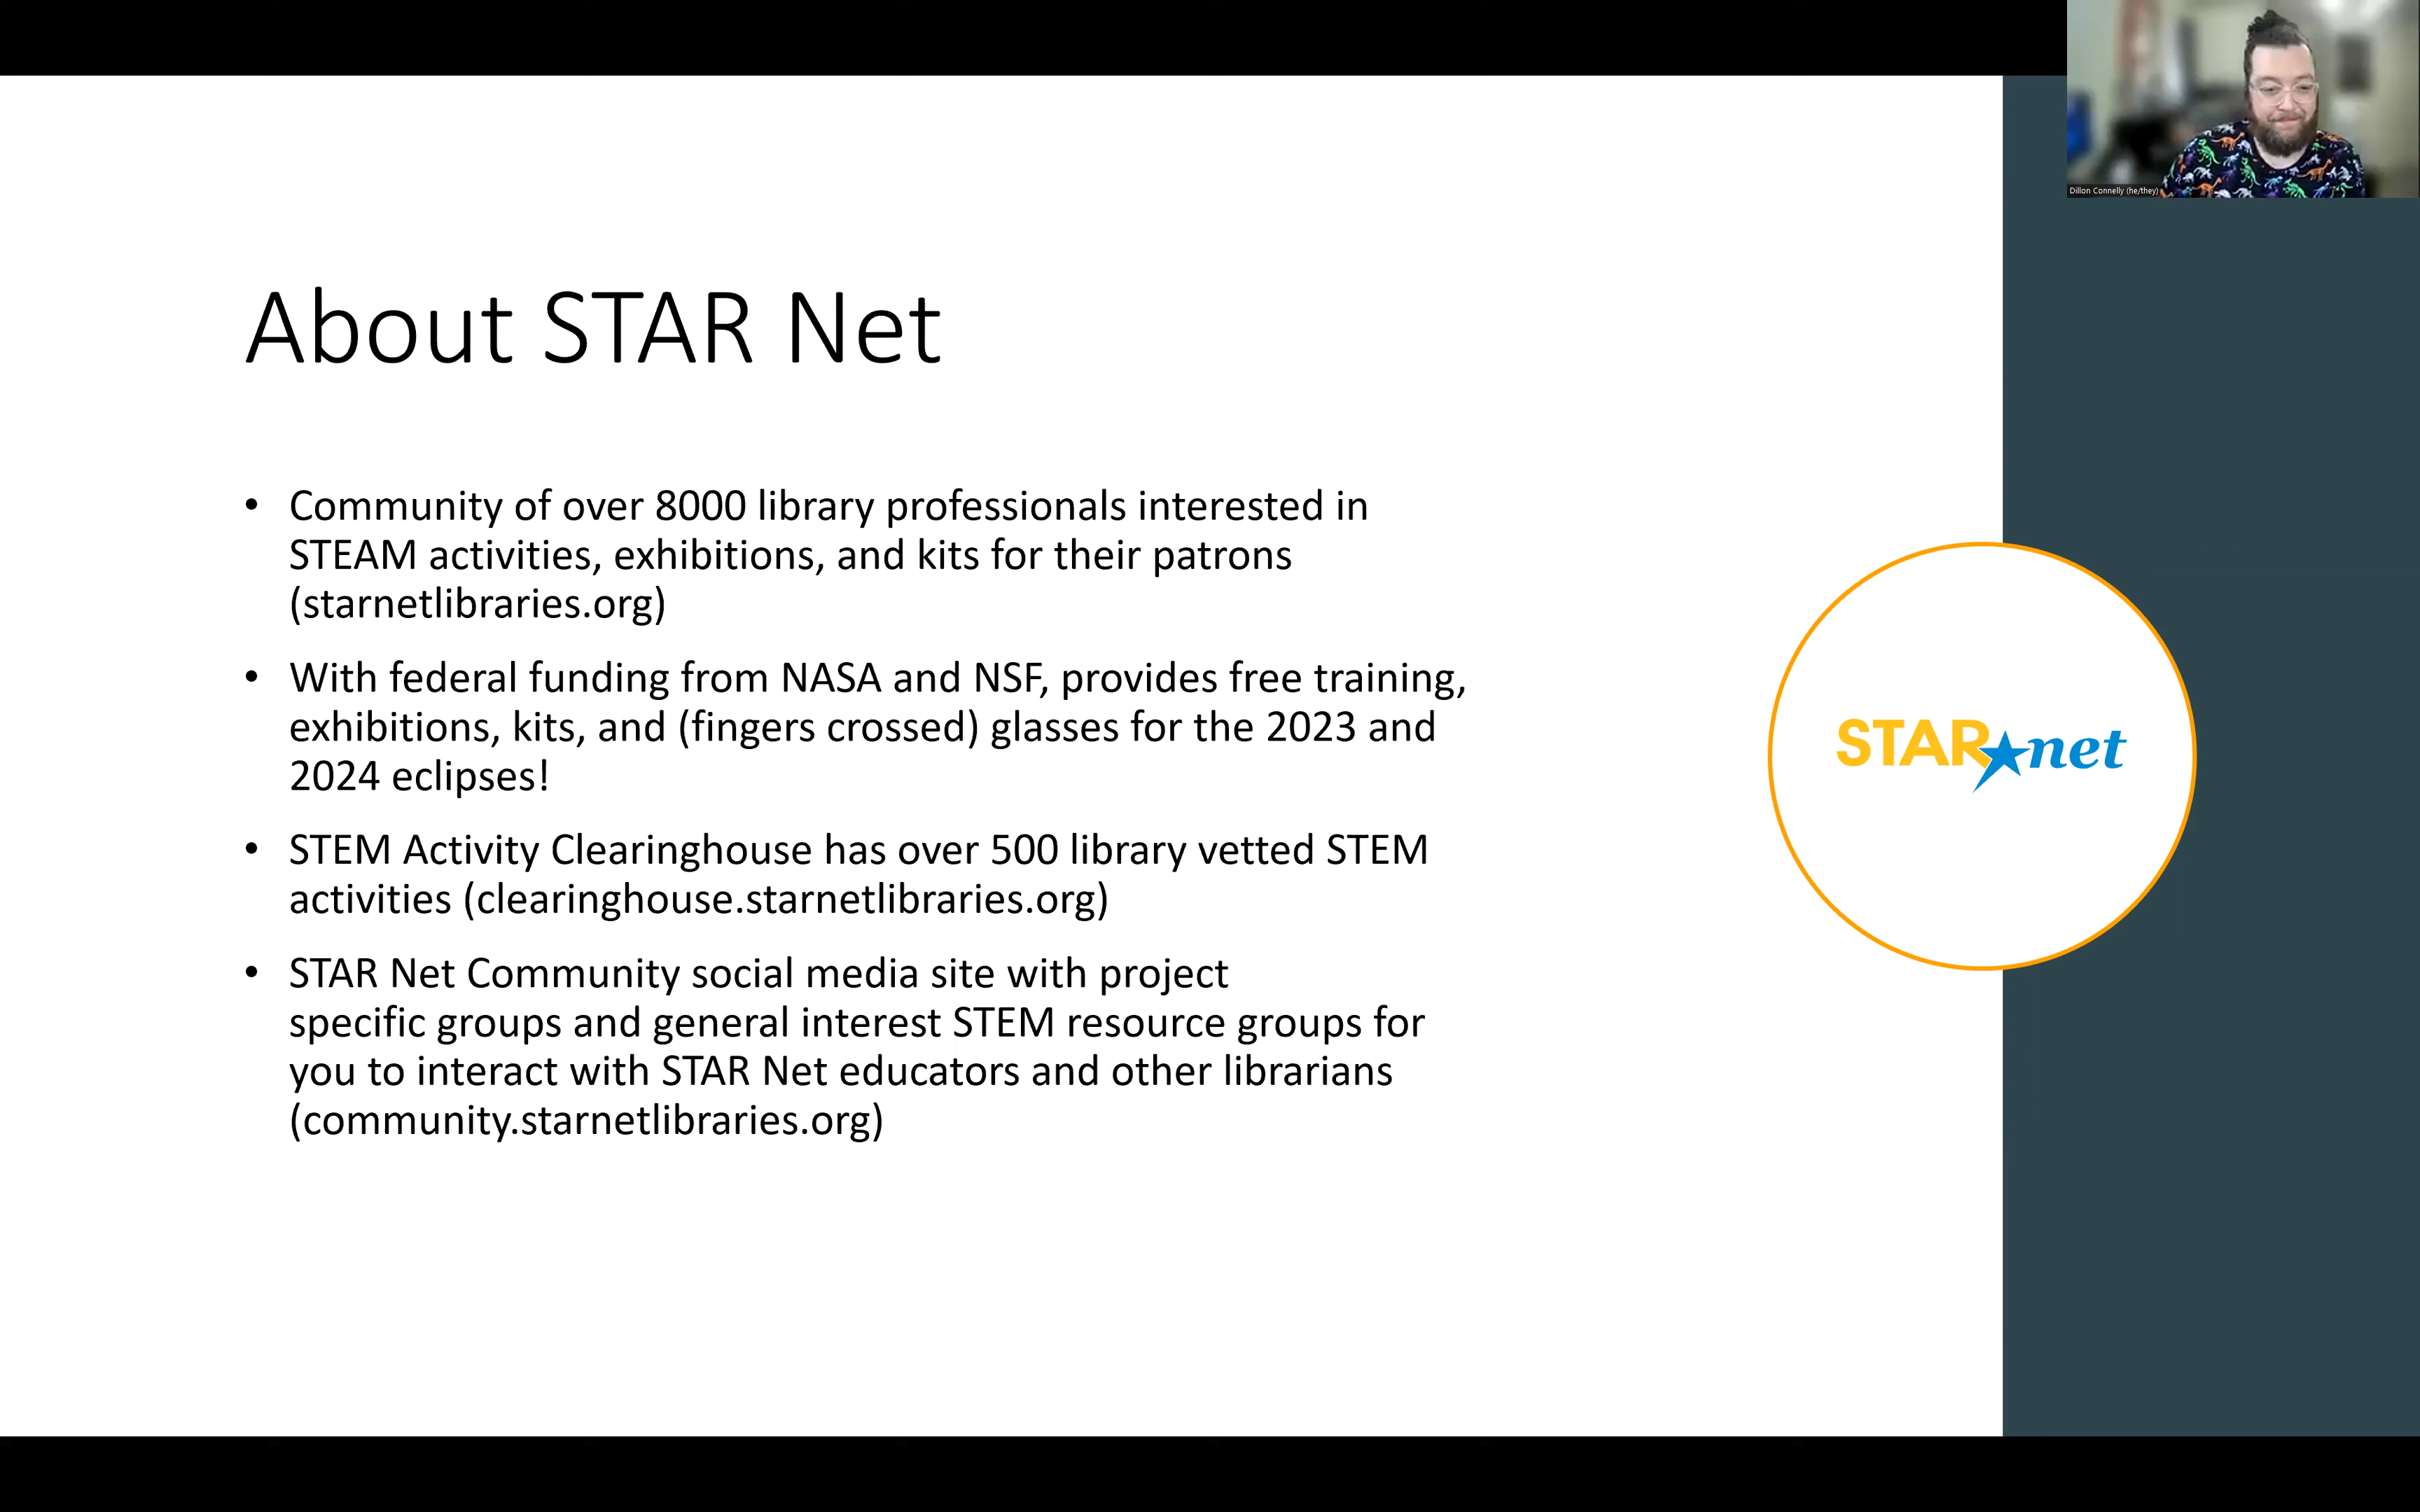 Dillon Connelly (he/they)
About STAR Net
• Community of over 8000 library professionals interested in
STEAM activities, exhibitions, and kits for their patrons
(starnetlibraries.org)
• With federal funding from NASA and NSF, provides free training,
exhibitions, kits, and (fingers crossed) glasses for the 2023 and
2024 eclipses!
• STEM Activity Clearinghouse has over 500 library vetted STEM
activities (clearinghouse.starnetlibraries.org)
• STAR Net Community social media site with project
specific groups and general interest STEM resource groups for
you to interact with STAR Net educators and other librarians
(community.starnetlibraries.org)
STAR net